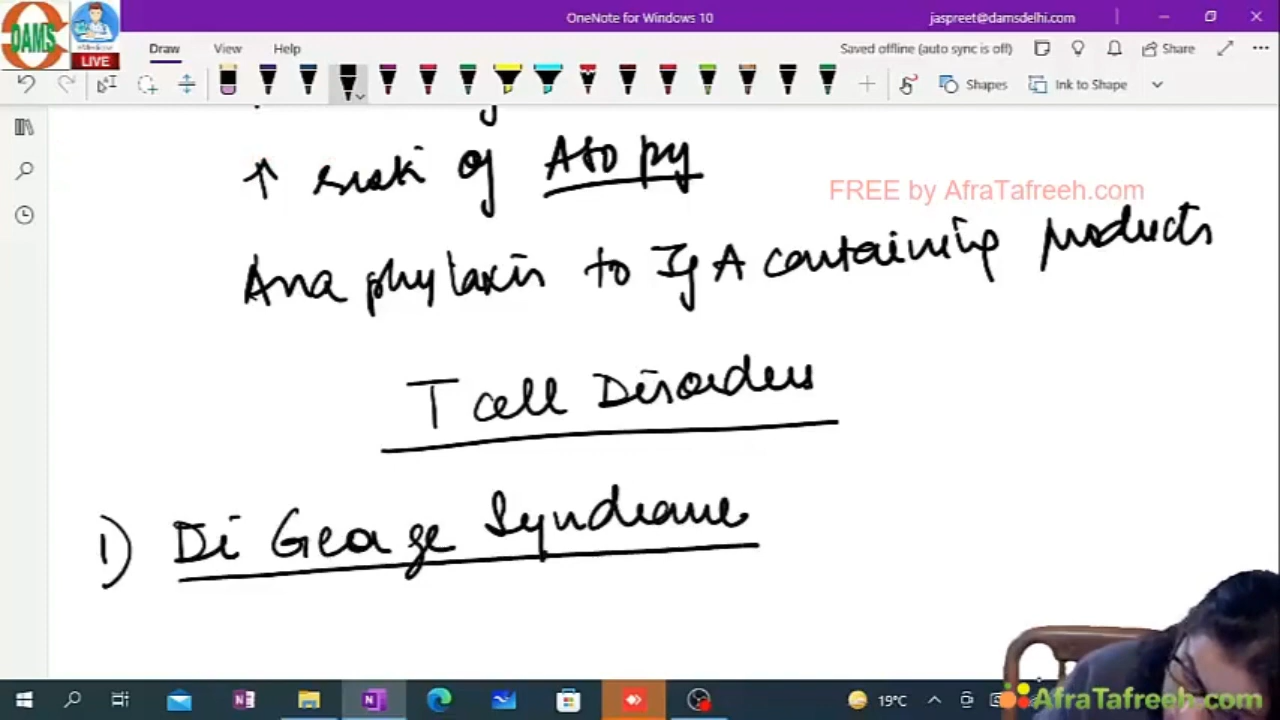 OneNote for Windows 10
jaspreet@damsdelhi.com
DAMS
LIVE
Draw View Help
Saved offline (auto sync is off)
Share
Shapes
Ink to Shape
↑ risk of Atopy
FREE by AfraTafreeh.com
Anaphylaxis to IgA containing products
T cell Disorders
1) Di George Syndrome
19°C
AfraTafreeh.com